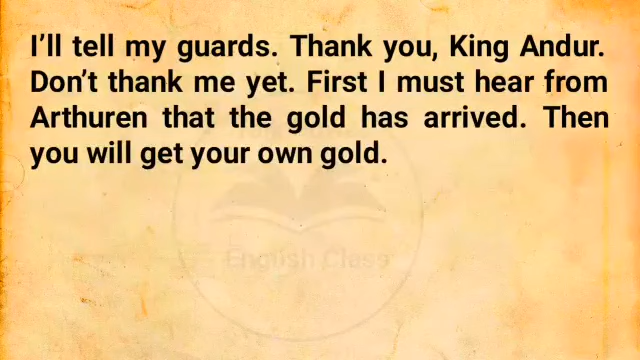 I’ll tell my guards. Thank you, King Andur.
Don’t thank me yet. First I must hear from
Arthuren that the gold has arrived. Then
you will get your own gold.
English Class